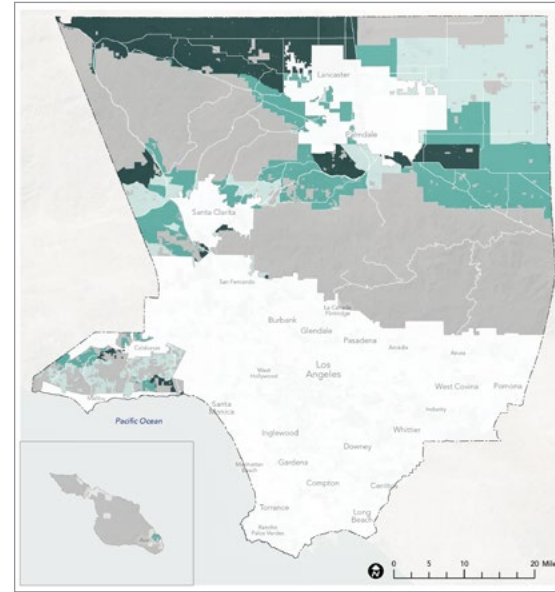 Lancaster
Palmdale
Santa Clarita
San Fernando
La Cañada
Flintridge
Burbank
Glendale
Pasadena
Calabasas
Arcadia
Azusa
West
Hollywood
Los
Angeles
West Covina
Pomona
Malibu
Santa
Monica
Industry
Pacific Ocean
Whittier
Inglewood
Downey
Manhattan
Beach
Gardena
Compton
Cerritos
Torrance
Long
Beach
Rancho
Palos Verdes
N
0 5 10 20 Miles